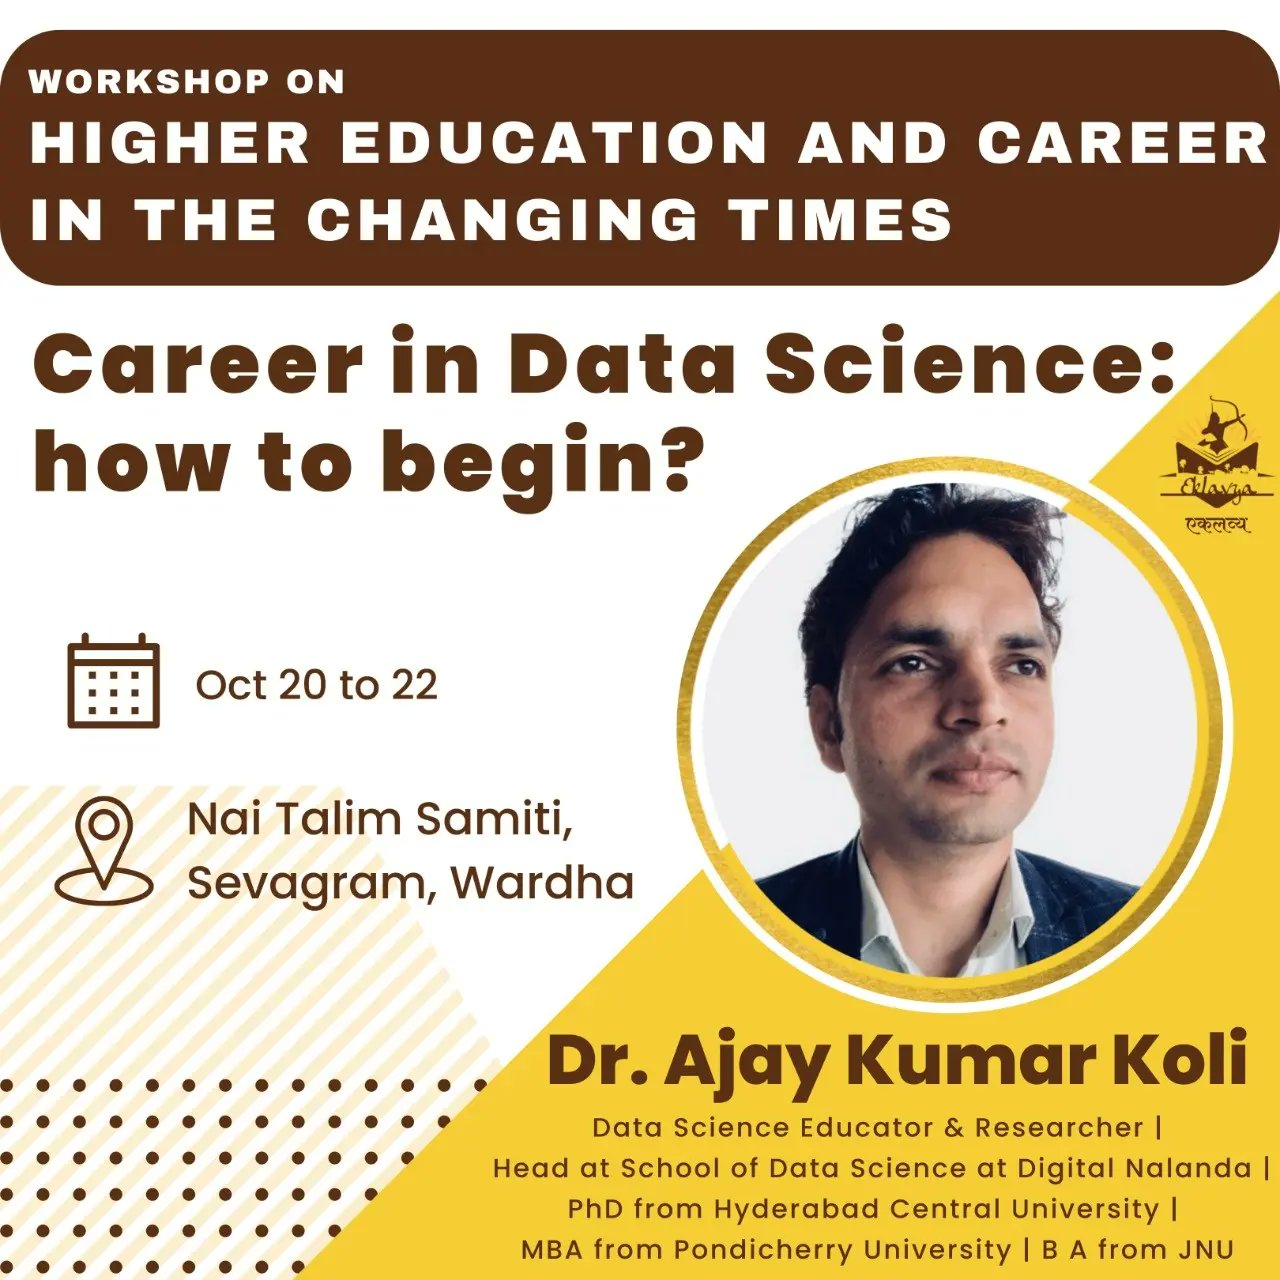 WORKSHOP ON
HIGHER EDUCATION AND CAREER
IN THE CHANGING TIMES
Career in Data Science:
how to begin?
Eklavya
एकलव्य
Oct 20 to 22
Nai Talim Samiti,
Sevagram, Wardha
Dr. Ajay Kumar Koli
Data Science Educator & Researcher |
Head at School of Data Science at Digital Nalanda |
PhD from Hyderabad Central University |
MBA from Pondicherry University | B A from JNU